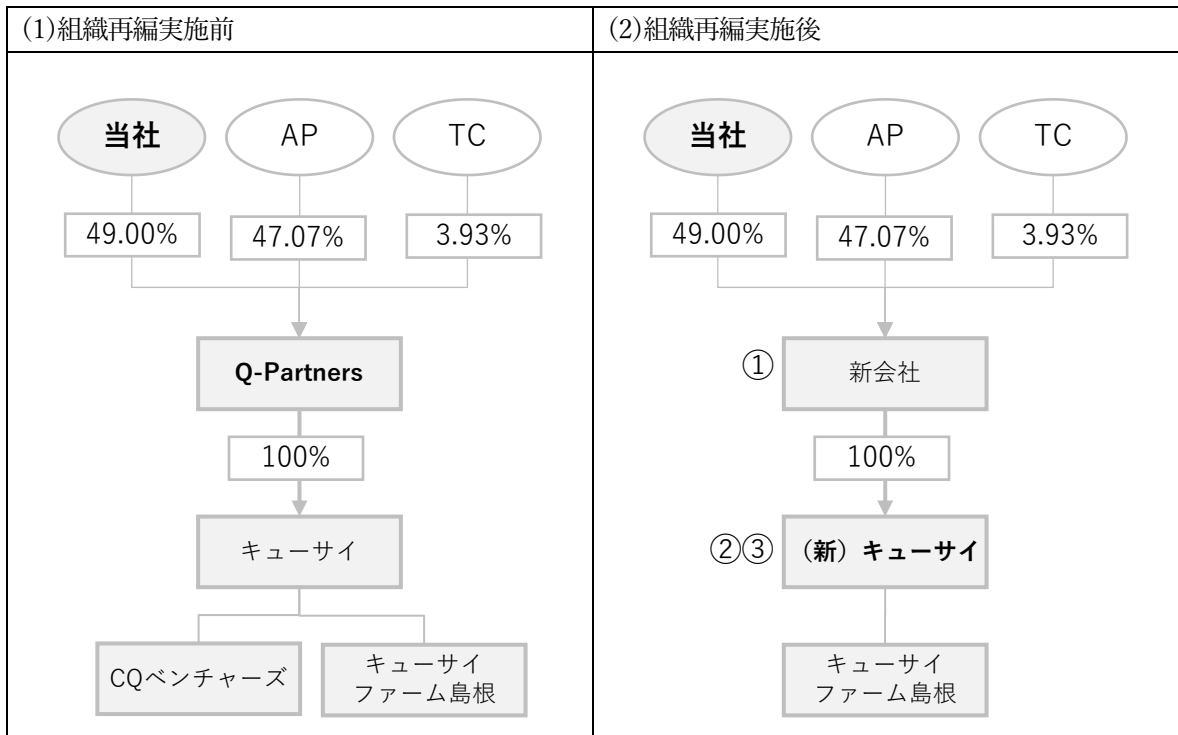 (1)組織再編実施前
当社
AP
TC
49.00%
47.07%
3.93%
Q-Partners
100%
キューサイ
CQベンチャーズ
キューサイ
ファーム島根
(2)組織再編実施後
当社
AP
TC
49.00%
47.07%
3.93%
①
新会社
100%
②③
（新）キューサイ
キューサイ
ファーム島根